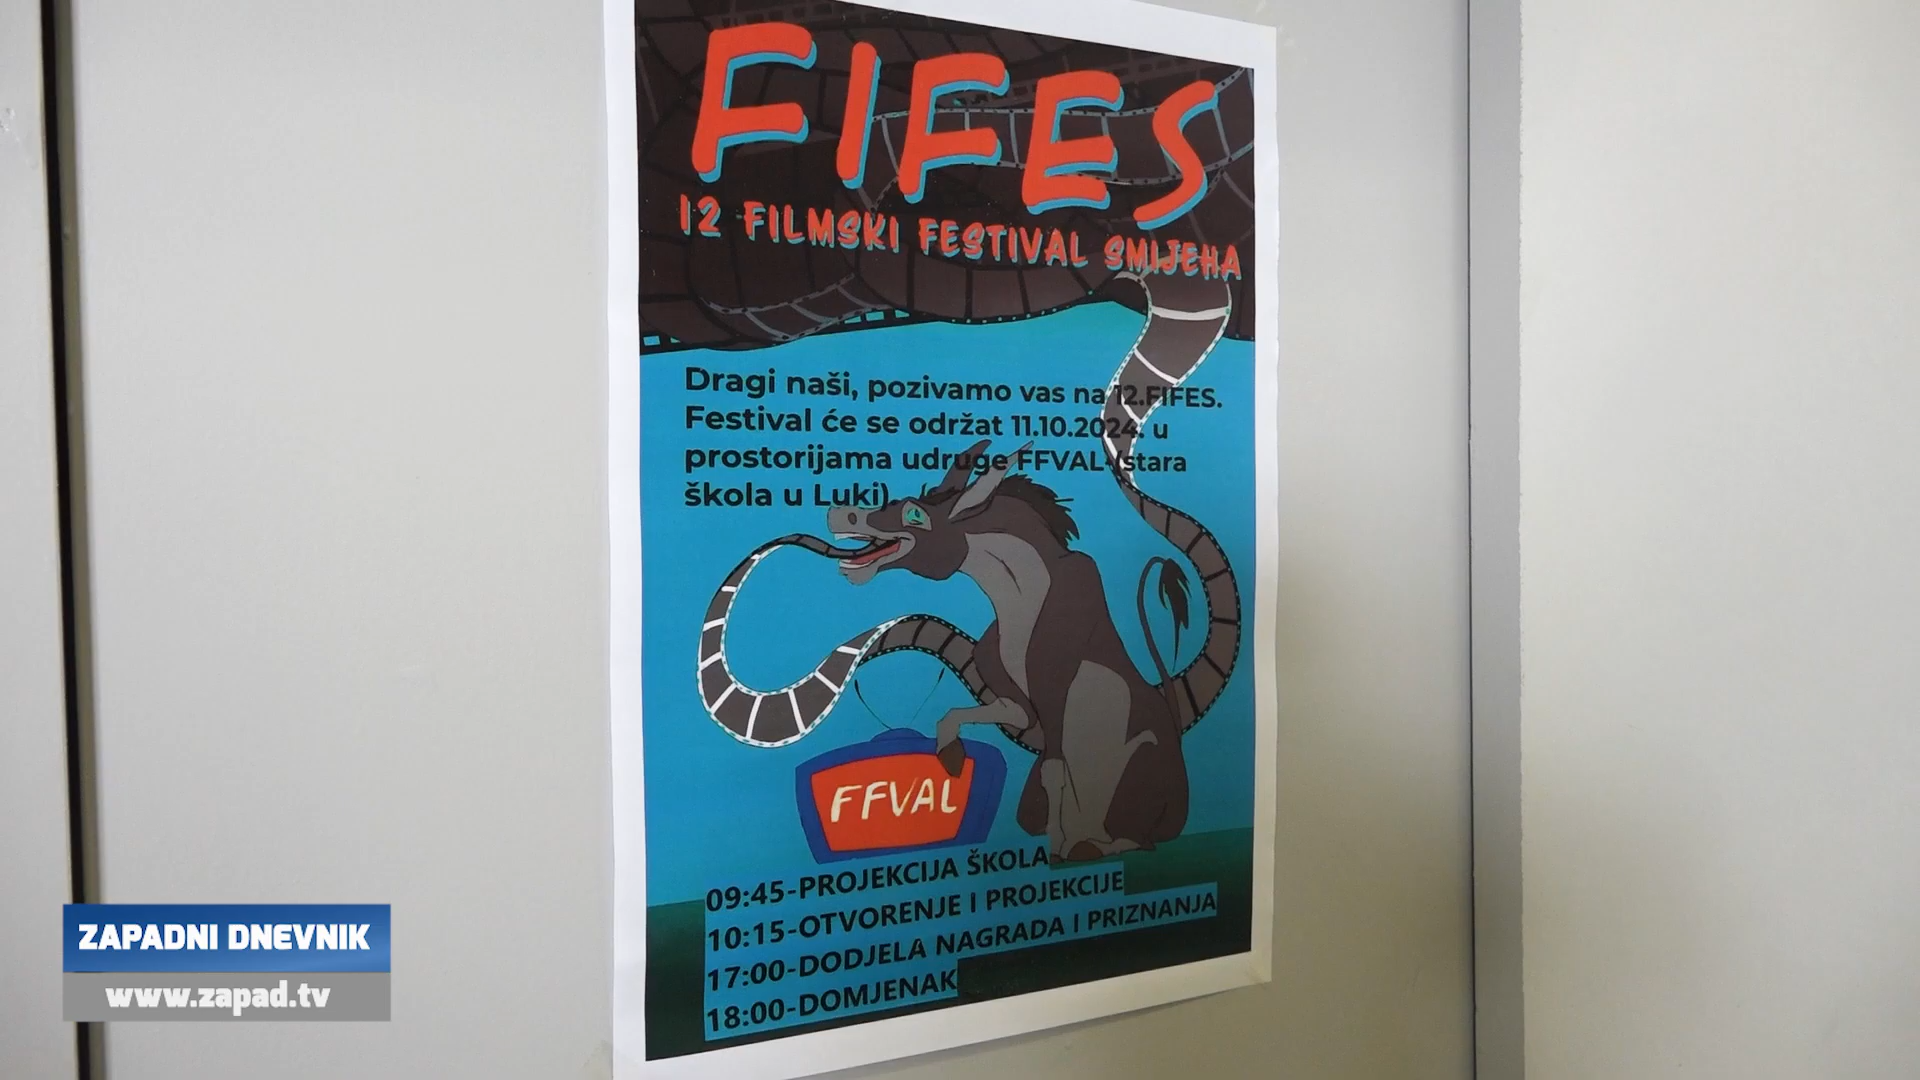 FIFES
12 FILMSKI FESTIVAL SMIJEHA
Dragi naši, pozivamo vas na 12.FIFES.
Festival će se održat 11.10.2024. u
prostorijama udruge FFVAL (stara
škola u Luki).
FFVAL
09:45-PROJEKCIJA ŠKOLA
10:15-OTVORENJE I PROJEKCIJE
17:00-DODJELA NAGRADA I PRIZNANJA
18:00-DOMJENAK
ZAPADNI DNEVNIK
www.zapad.tv